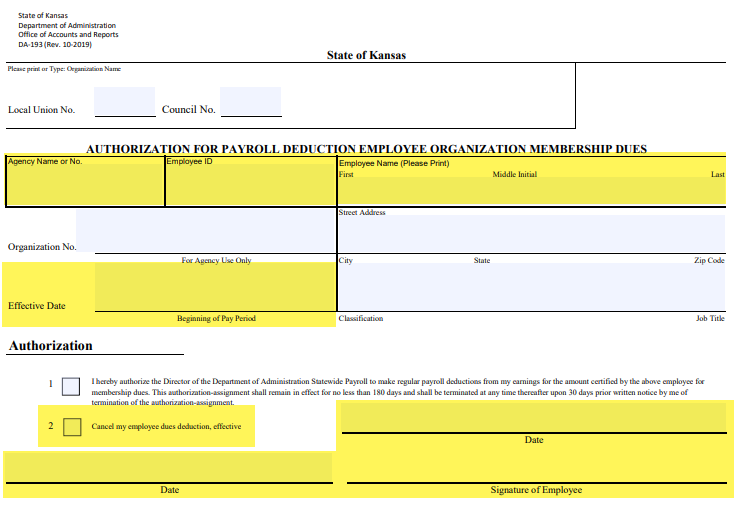 State of Kansas
Department of Administration
Office of Accounts and Reports
DA-193 (Rev. 10-2019)
State of Kansas
Please print or Type: Organization Name
Local Union No. Council No.
AUTHORIZATION FOR PAYROLL DEDUCTION EMPLOYEE ORGANIZATION MEMBERSHIP DUES
Agency Name or No. Employee ID Employee Name (Please Print)
First Middle Initial Last
Street Address
Organization No.
For Agency Use Only City State Zip Code
Effective Date
Beginning of Pay Period Classification Job Title
Authorization
1 I hereby authorize the Director of the Department of Administration Statewide Payroll to make regular payroll deductions from my earnings for the amount certified by the above employee for
membership dues. This authorization-assignment shall remain in effect for no less than 180 days and shall be terminated at any time thereafter upon 30 days prior written notice by me of
termination of the authorization-assignment.
2 Cancel my employee dues deduction, effective
Date
Date Signature of Employee